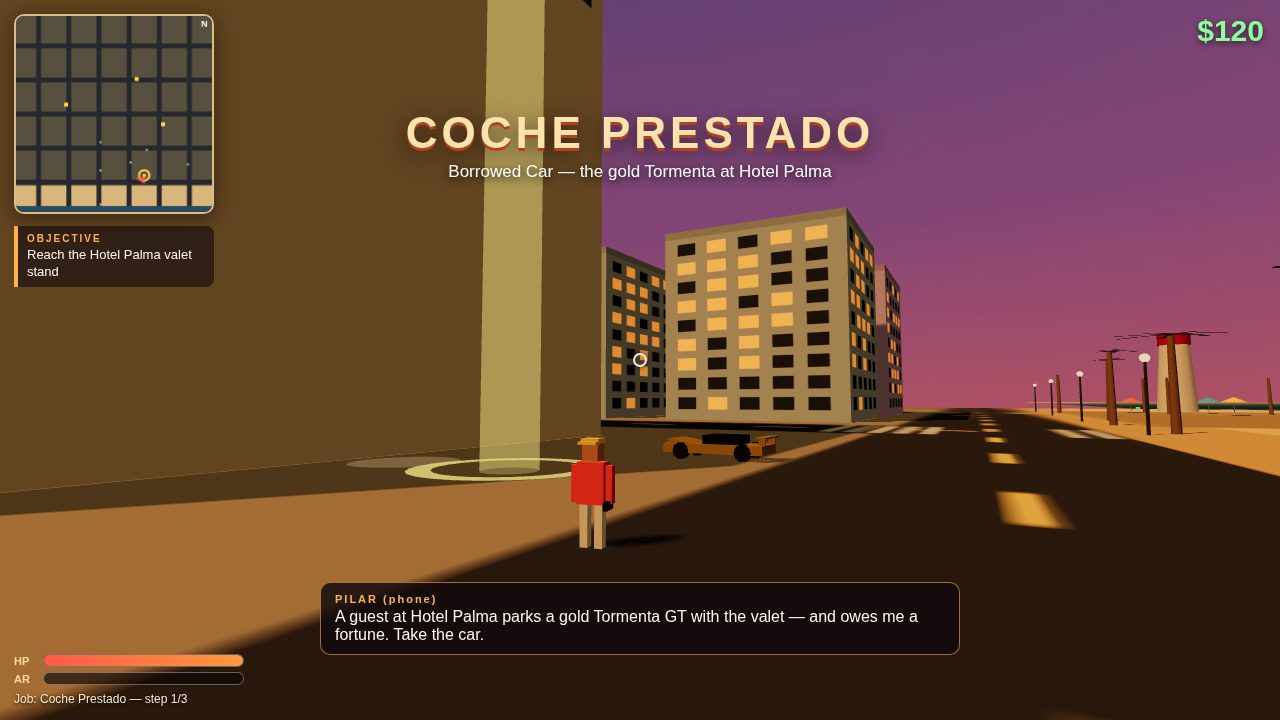 N
$120
COCHE PRESTADO
Borrowed Car — the gold Tormenta at Hotel Palma
OBJECTIVE
Reach the Hotel Palma valet
stand
PILAR (phone)
A guest at Hotel Palma parks a gold Tormenta GT with the valet — and owes me a
fortune. Take the car.
HP
AR
Job: Coche Prestado — step 1/3